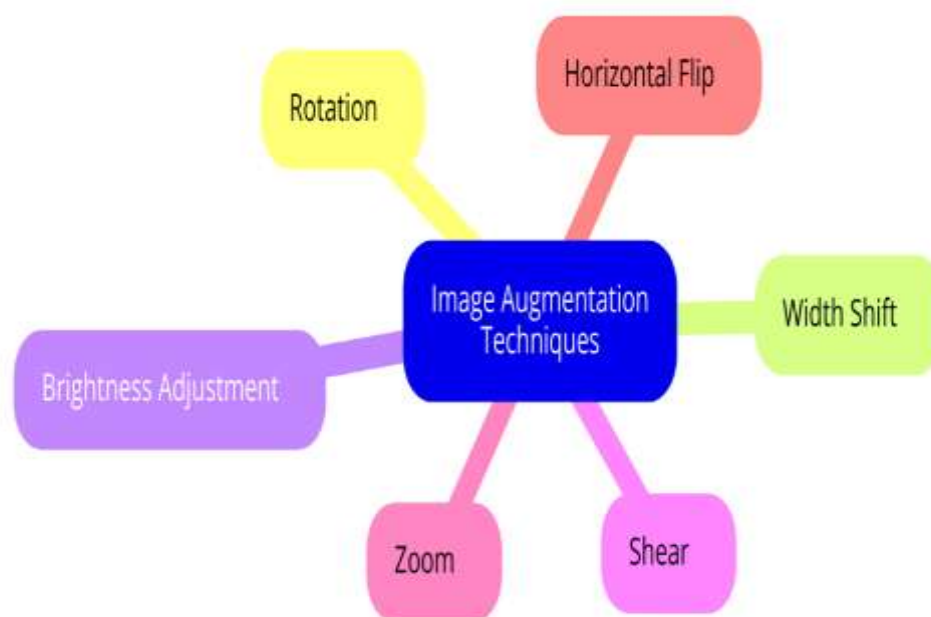 Horizontal Flip
Rotation
Image Augmentation
Techniques
Width Shift
Brightness Adjustment
Zoom
Shear